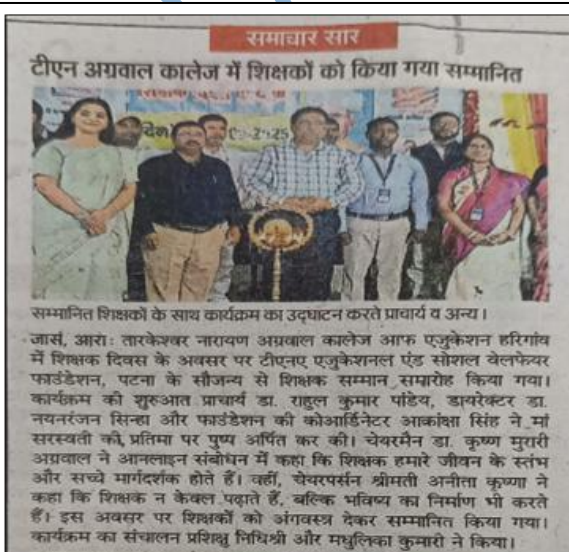 समाचार सार
टीएन अग्रवाल कालेज में शिक्षकों को किया गया सम्मानित
सम्मानित शिक्षकों के साथ कार्यक्रम का उद्घाटन करते प्राचार्य व अन्य।
जासं, आरा: तारकेश्वर नारायण अग्रवाल कालेज आफ एजुकेशन हरिगांव
में शिक्षक दिवस के अवसर पर टीएनए एजुकेशनल एंड सोशल वेलफेयर
फाउंडेशन, पटना के सौजन्य से शिक्षक सम्मान समारोह किया गया।
कार्यक्रम की शुरुआत प्राचार्य डा. राहुल कुमार पांडेय, डायरेक्टर डा.
नयनरंजन सिन्हा और फाउंडेशन की कोआर्डिनेटर आकांक्षा सिंह ने मां
सरस्वती की प्रतिमा पर पुष्प अर्पित कर की। चेयरमैन डा. कृष्ण मुरारी
अग्रवाल ने आनलाइन संबोधन में कहा कि शिक्षक हमारे जीवन के स्तंभ
और सच्चे मार्गदर्शक होते हैं। वहीं, चेयरपर्सन श्रीमती अनीता कृष्णा ने
कहा कि शिक्षक न केवल पढ़ाते हैं, बल्कि भविष्य का निर्माण भी करते
हैं। इस अवसर पर शिक्षकों को अंगवस्त्र देकर सम्मानित किया गया।
कार्यक्रम का संचालन प्रशिक्षु निधिश्री और मधुलिका कुमारी ने किया।